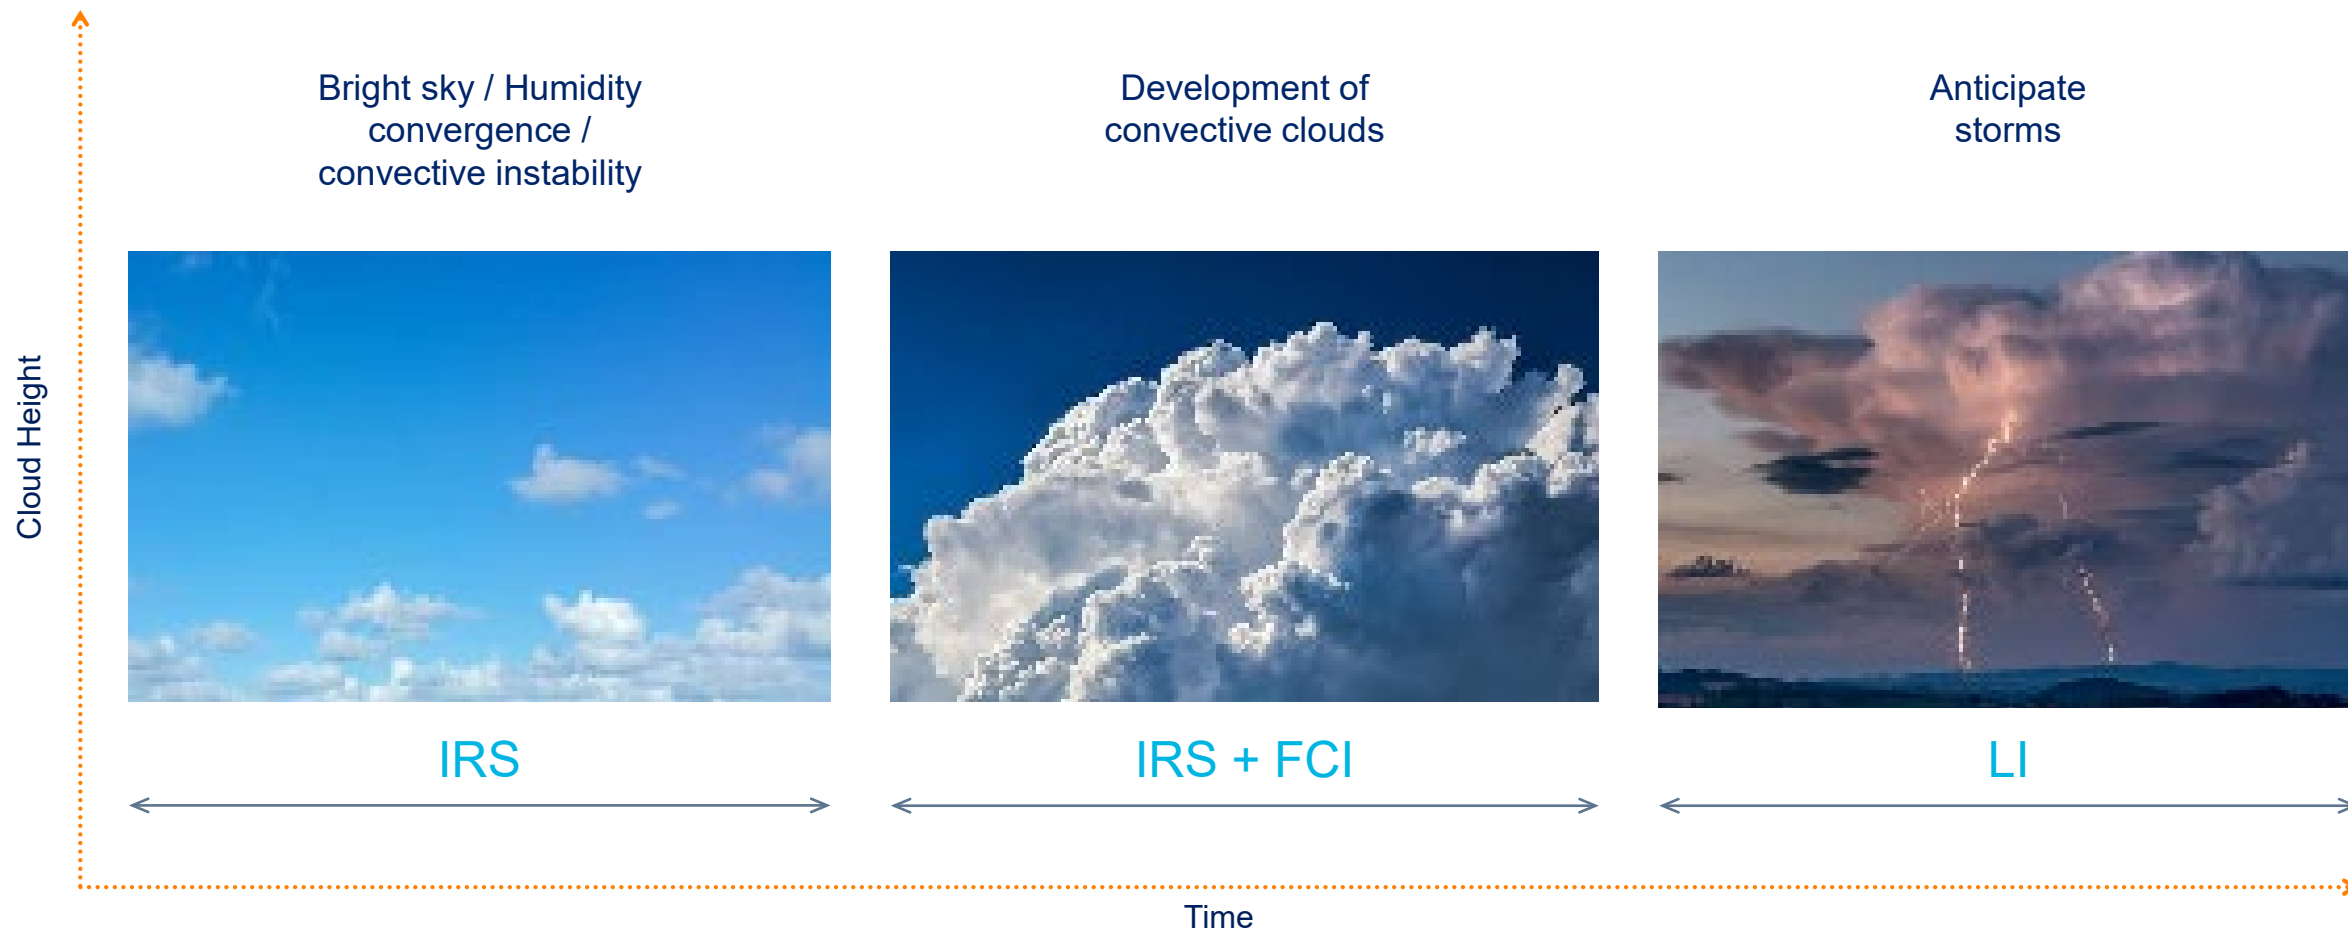 Bright sky / Humidity
convergence /
convective instability
Development of
convective clouds
Anticipate
storms
Cloud Height
IRS
IRS + FCI
LI
Time